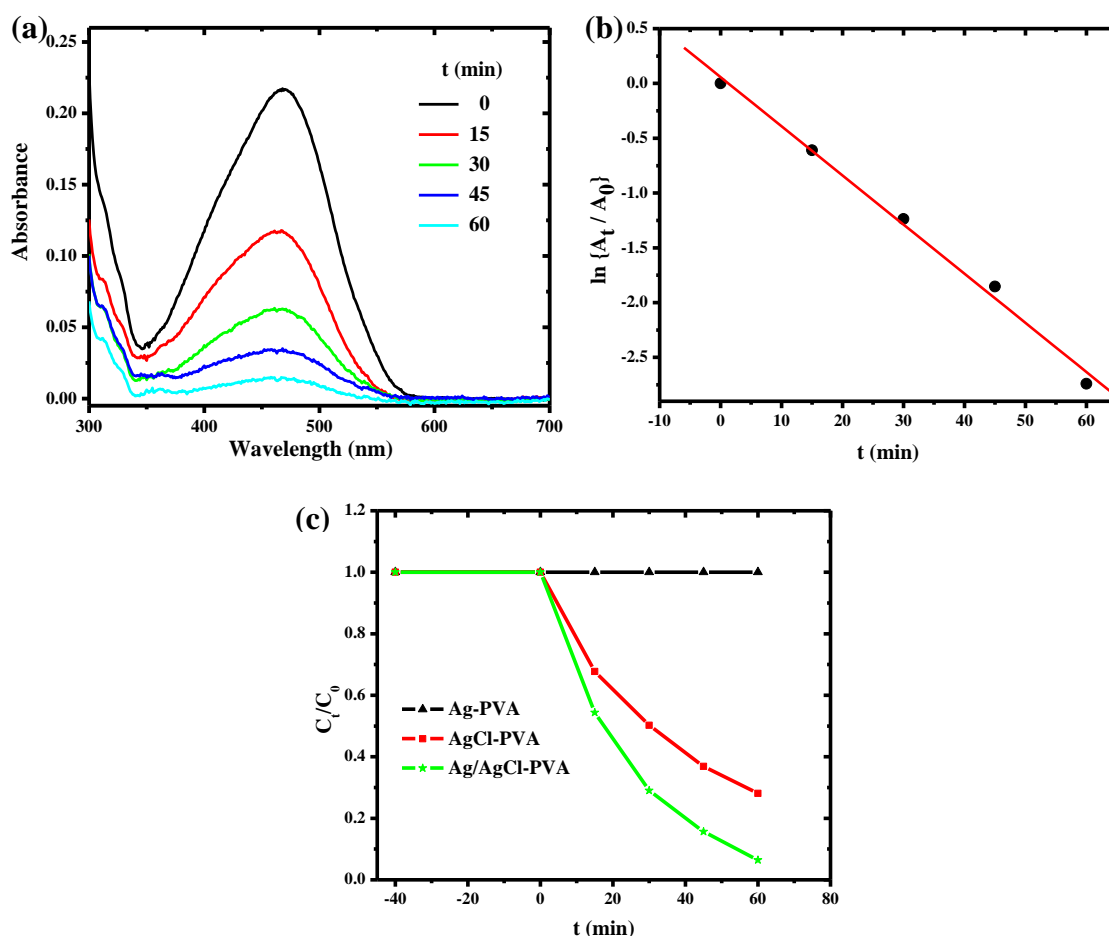 (a)
0.25
0.20
0.15
0.10
0.05
0.00
Absorbance
t (min)
0
15
30
45
60
300 400 500 600 700
Wavelength (nm)
(b)
0.5
0.0
-0.5
-1.0
-1.5
-2.0
-2.5
ln {At / A0}
-10 0 10 20 30 40 50 60
t (min)
(c)
1.2
1.0
0.8
0.6
0.4
0.2
0.0
Ct/C0
Ag-PVA
AgCl-PVA
Ag/AgCl-PVA
-40 -20 0 20 40 60 80
t (min)